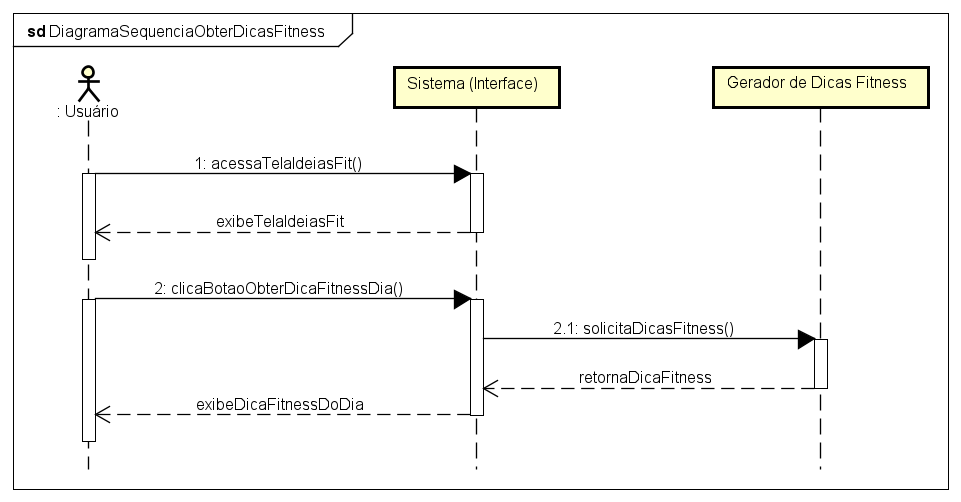 sd DiagramaSequenciaObterDicasFitness
: Usuário
Sistema (Interface)
Gerador de Dicas Fitness
1: acessaTelaIdeiasFit()
exibeTelaIdeiasFit
2: clicaBotaoObterDicaFitnessDia()
2.1: solicitaDicasFitness()
retornaDicaFitness
exibeDicaFitnessDoDia